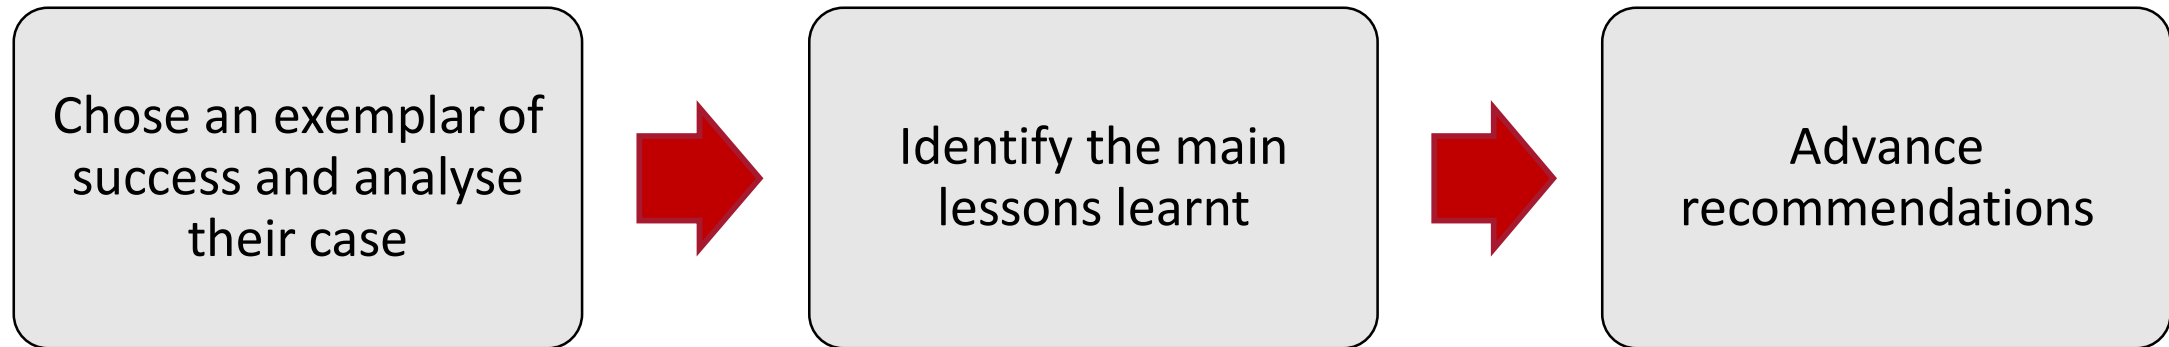 Chose an exemplar of
success and analyse
their case
Identify the main
lessons learnt
Advance
recommendations